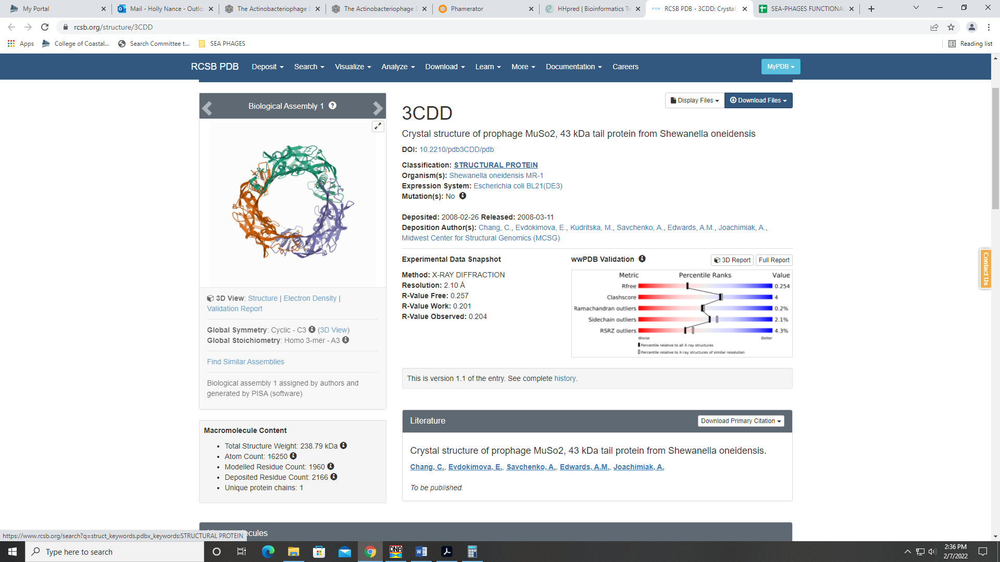 My Portal
Mail - Holly Nance - Outlo
The Actinobacteriophage D
The Actinobacteriophage D
Phamerator
HHpred | Bioinformatics To
RCSB PDB - 3CDD: Crystal
SEA-PHAGES FUNCTIONAL
rcsb.org/structure/3CDD
Apps
College of Coastal...
Search Committee t...
SEA PHAGES
Reading list
RCSB PDB
Deposit
Search
Visualize
Analyze
Download
Learn
More
Documentation
Careers
MyPDB
Biological Assembly 1
3D View: Structure | Electron Density |
Validation Report
Global Symmetry: Cyclic - C3 (3D View)
Global Stoichiometry: Homo 3-mer - A3
Find Similar Assemblies
Biological assembly 1 assigned by authors and
generated by PISA (software)
Macromolecule Content
• Total Structure Weight: 238.79 kDa
• Atom Count: 16250
• Modelled Residue Count: 1960
• Deposited Residue Count: 2166
• Unique protein chains: 1
Display Files
Download Files
3CDD
Crystal structure of prophage MuSo2, 43 kDa tail protein from Shewanella oneidensis
DOI: 10.2210/pdb3CDD/pdb
Classification: STRUCTURAL PROTEIN
Organism(s): Shewanella oneidensis MR-1
Expression System: Escherichia coli BL21(DE3)
Mutation(s): No
Deposited: 2008-02-26 Released: 2008-03-11
Deposition Author(s): Chang, C., Evdokimova, E., Kudritska, M., Savchenko, A., Edwards, A.M., Joachimiak, A.,
Midwest Center for Structural Genomics (MCSG)
Experimental Data Snapshot
Method: X-RAY DIFFRACTION
Resolution: 2.10 Å
R-Value Free: 0.257
R-Value Work: 0.201
R-Value Observed: 0.204
wwPDB Validation
3D Report
Full Report
Metric Percentile Ranks Value
Rfree 0.254
Clashscore 4
Ramachandran outliers 0.2%
Sidechain outliers 2.1%
RSRZ outliers 4.3%
Worse Better
Percentile relative to all X-ray structures
Percentile relative to X-ray structures of similar resolution
This is version 1.1 of the entry. See complete history.
Literature
Download Primary Citation
Crystal structure of prophage MuSo2, 43 kDa tail protein from Shewanella oneidensis.
Chang, C., Evdokimova, E., Savchenko, A., Edwards, A.M., Joachimiak, A.
To be published.
Contact Us
https://www.rcsb.org/search?q=struct_keywords.pdbx_keywords:STRUCTURAL PROTEIN
Type here to search
DNA
2:36 PM
2/7/2022